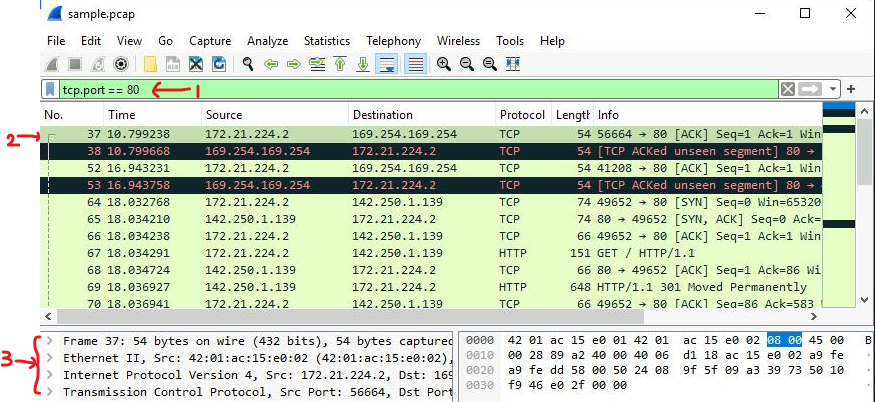 sample.pcap
File Edit View Go Capture Analyze Statistics Telephony Wireless Tools Help
tcp.port == 80 1
No. Time Source Destination Protocol Length Info
2 37 10.799238 172.21.224.2 169.254.169.254 TCP 54 56664 → 80 [ACK] Seq=1 Ack=1 Win
38 10.799668 169.254.169.254 172.21.224.2 TCP 54 [TCP ACKed unseen segment] 80 →
52 16.943231 172.21.224.2 169.254.169.254 TCP 54 41208 → 80 [ACK] Seq=1 Ack=1 Win
53 16.943758 169.254.169.254 172.21.224.2 TCP 54 [TCP ACKed unseen segment] 80 →
64 18.032768 172.21.224.2 142.250.1.139 TCP 74 49652 → 80 [SYN] Seq=0 Win=65320
65 18.034210 142.250.1.139 172.21.224.2 TCP 74 80 → 49652 [SYN, ACK] Seq=0 Ack=
66 18.034238 172.21.224.2 142.250.1.139 TCP 66 49652 → 80 [ACK] Seq=1 Ack=1 Win
67 18.034291 172.21.224.2 142.250.1.139 HTTP 151 GET / HTTP/1.1
68 18.034724 142.250.1.139 172.21.224.2 TCP 66 80 → 49652 [ACK] Seq=1 Ack=86 Wi
69 18.036927 142.250.1.139 172.21.224.2 HTTP 648 HTTP/1.1 301 Moved Permanently
70 18.036941 172.21.224.2 142.250.1.139 TCP 66 49652 → 80 [ACK] Seq=86 Ack=583
3
Frame 37: 54 bytes on wire (432 bits), 54 bytes captured
Ethernet II, Src: 42:01:ac:15:e0:02 (42:01:ac:15:e0:02),
Internet Protocol Version 4, Src: 172.21.224.2, Dst: 169
Transmission Control Protocol, Src Port: 56664, Dst Port
0000 42 01 ac 15 e0 01 42 01 ac 15 e0 02 08 00 45 00 B
0010 00 28 89 a2 40 00 40 06 d1 18 ac 15 e0 02 a9 fe
0020 a9 fe dd 58 00 50 24 08 9f 5f 09 a3 39 73 50 10
0030 f9 46 e0 2f 00 00